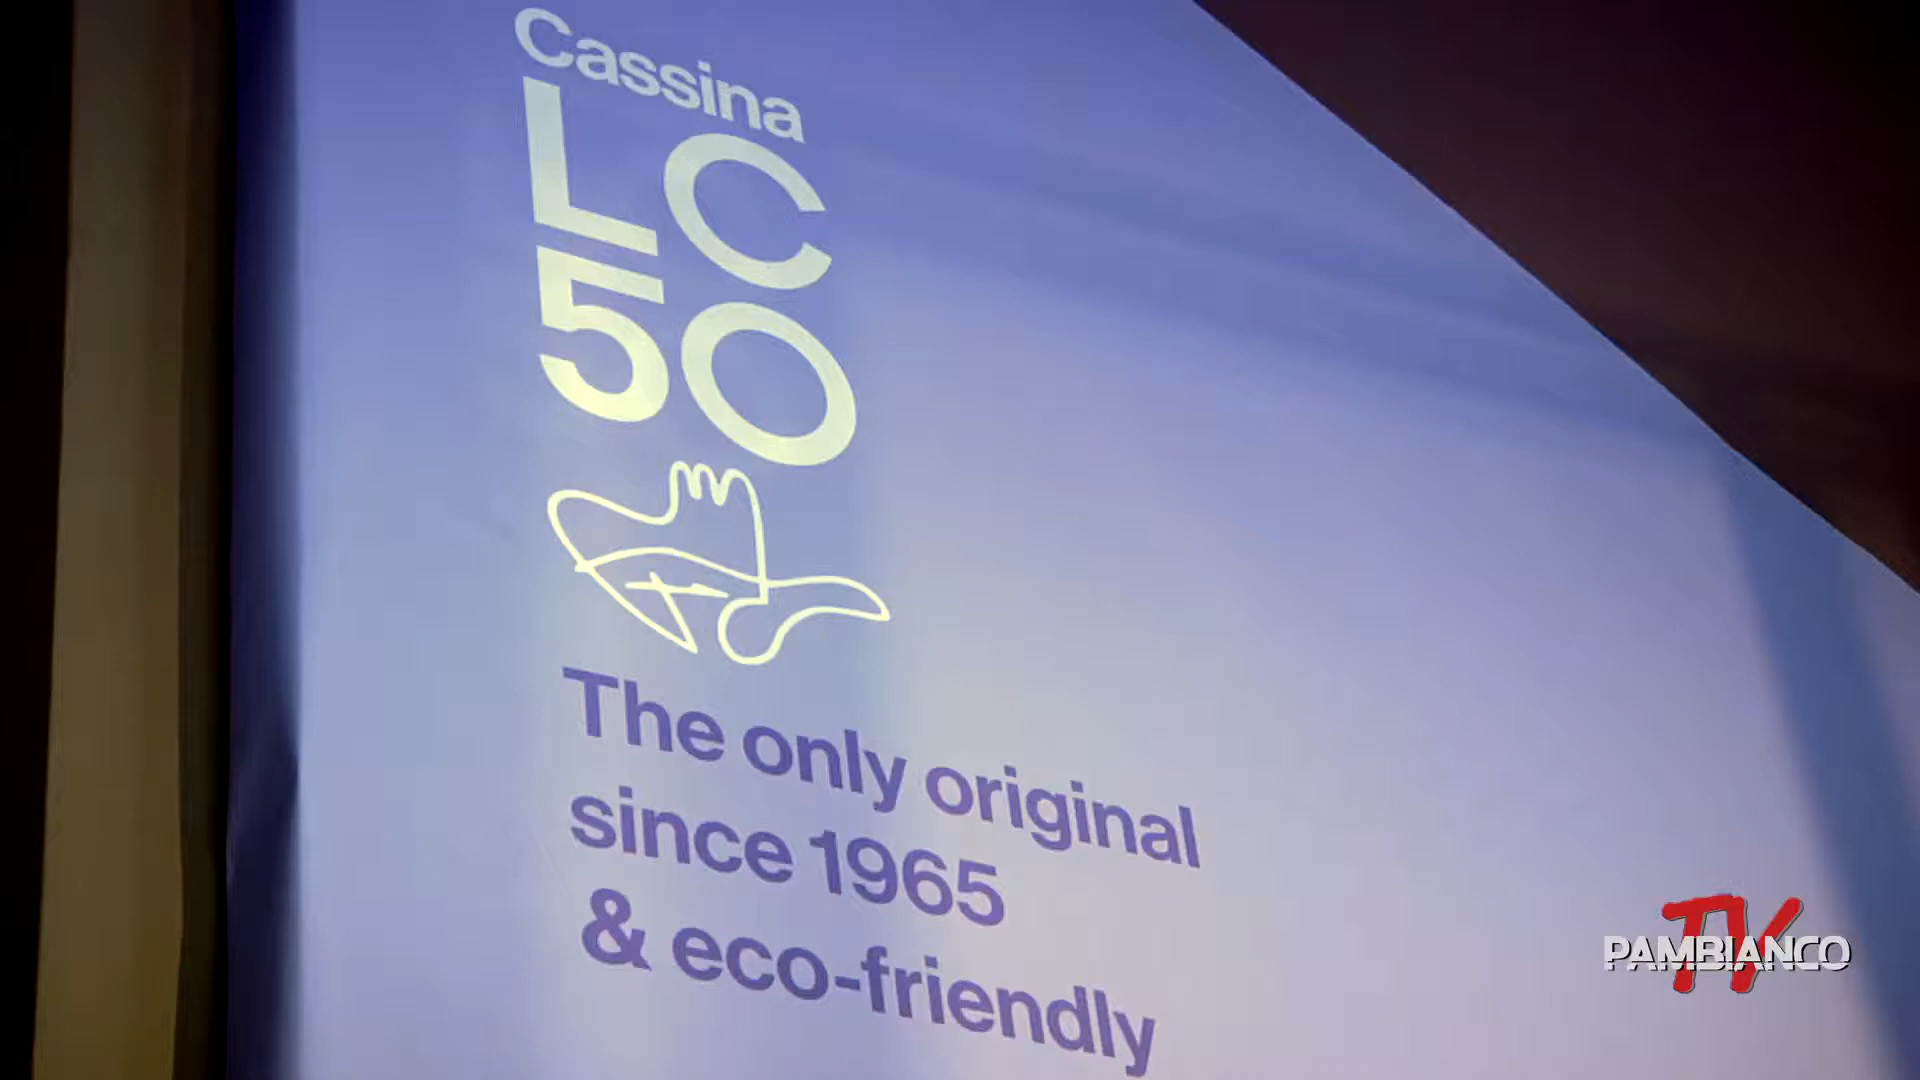 Cassina
LC
50
The only original
since 1965
& eco-friendly
TV
PAMBIANCO